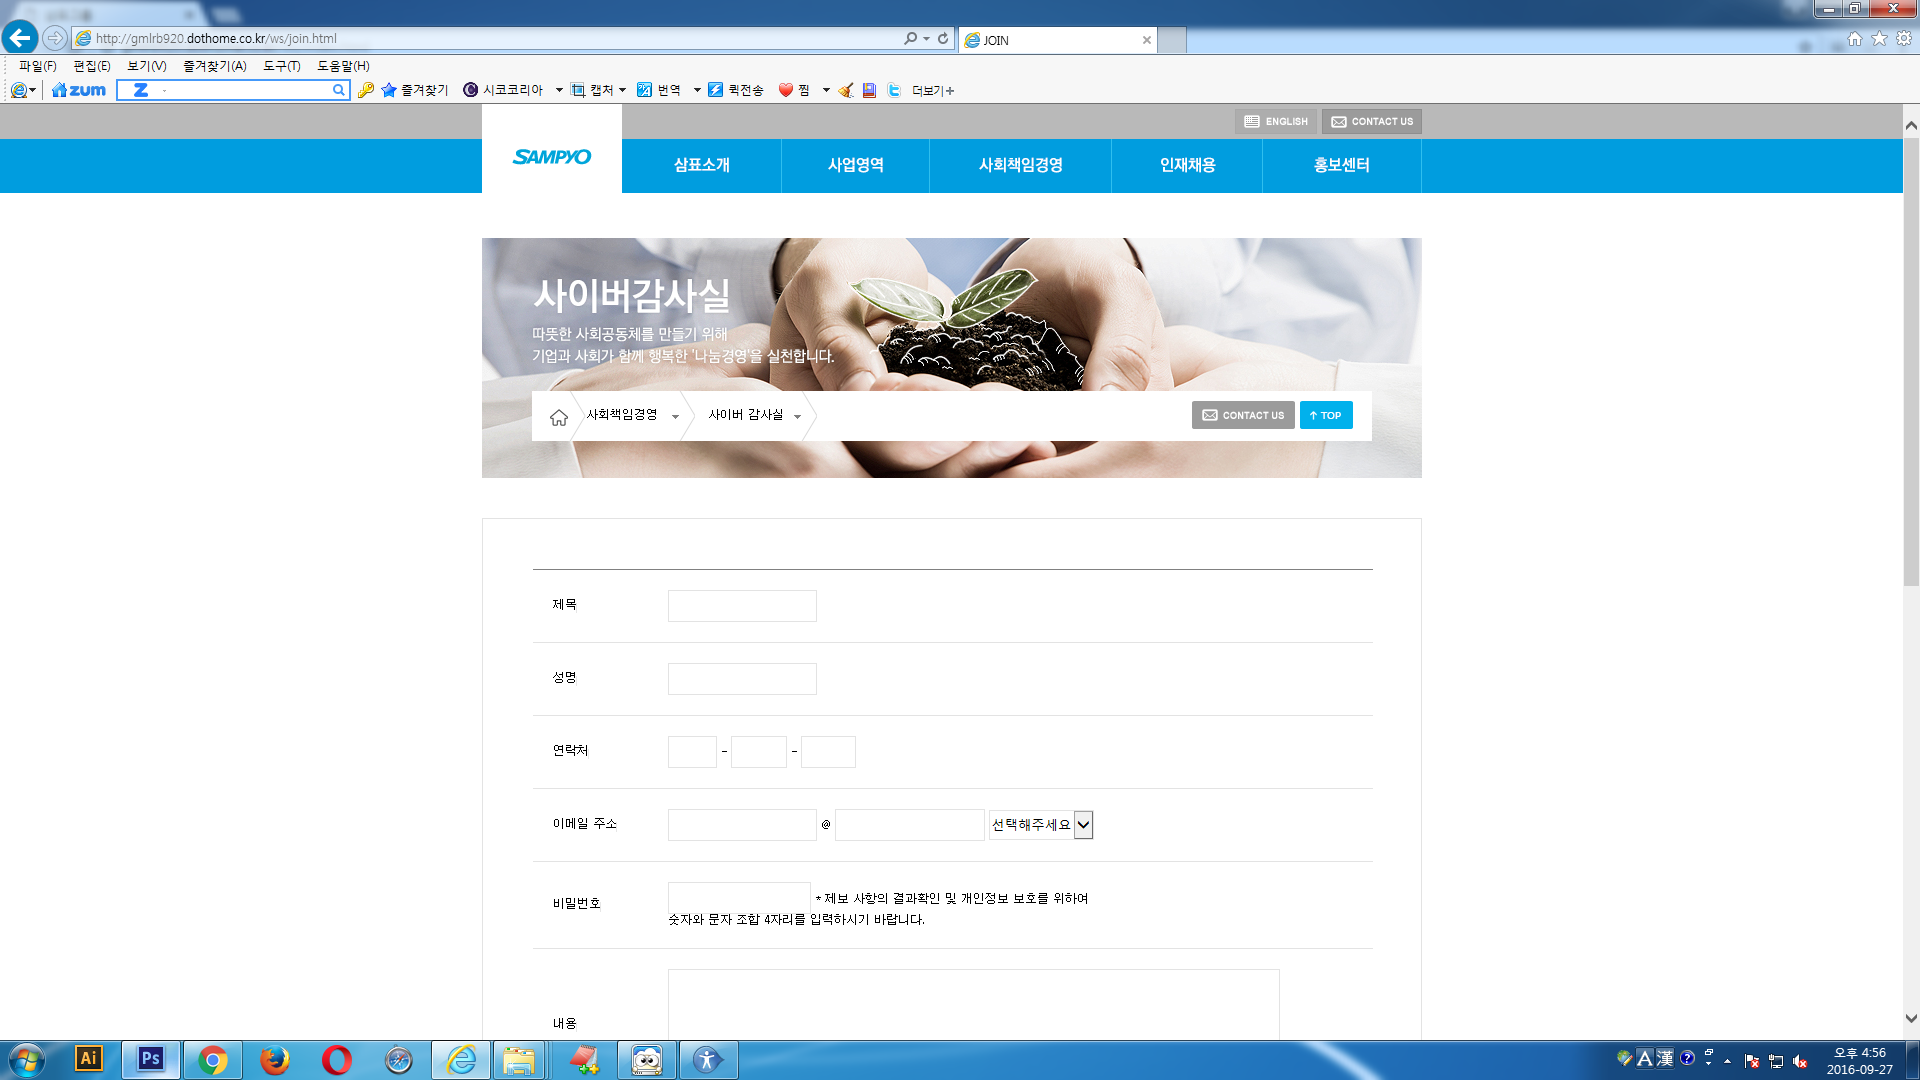 http://gmlrb920.dothome.co.kr/ws/join.html
JOIN
파일(F) 편집(E) 보기(V) 즐겨찾기(A) 도구(T) 도움말(H)
zum Z 즐겨찾기 시코코리아 캡처 번역 퀵전송 찜 더보기+
ENGLISH CONTACT US
SAMPYO 삼표소개 사업영역 사회책임경영 인재채용 홍보센터
사이버감사실
따뜻한 사회공동체를 만들기 위해
기업과 사회가 함께 행복한 '나눔경영'을 실천합니다.
사회책임경영 사이버 감사실 CONTACT US TOP
제목
성명
연락처 - -
이메일 주소 @ 선택해주세요
비밀번호 * 제보 사항의 결과확인 및 개인정보 보호를 위하여
숫자와 문자 조합 4자리를 입력하시기 바랍니다.
내용
Ai Ps A 漢 오후 4:56
2016-09-27